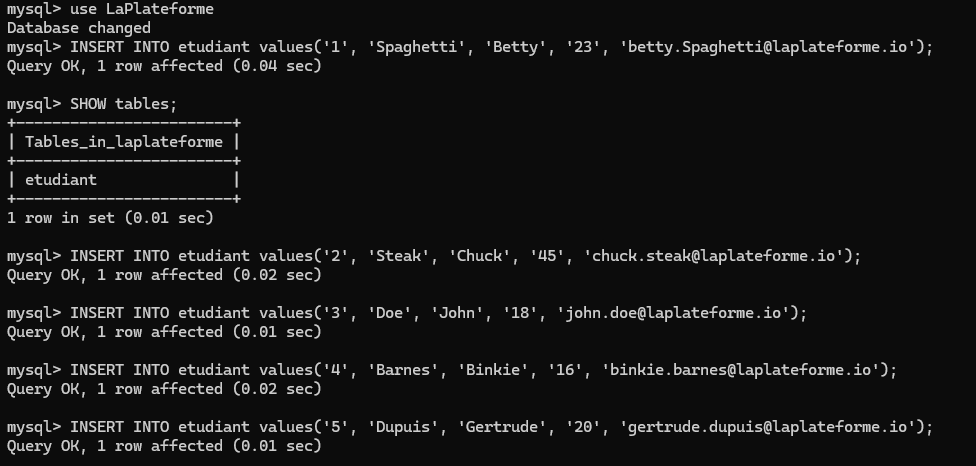 mysql> use LaPlateforme
Database changed
mysql> INSERT INTO etudiant values('1', 'Spaghetti', 'Betty', '23', 'betty.Spaghetti@laplateforme.io');
Query OK, 1 row affected (0.04 sec)

mysql> SHOW tables;
+------------------------+
| Tables_in_laplateforme |
+------------------------+
| etudiant               |
+------------------------+
1 row in set (0.01 sec)

mysql> INSERT INTO etudiant values('2', 'Steak', 'Chuck', '45', 'chuck.steak@laplateforme.io');
Query OK, 1 row affected (0.02 sec)

mysql> INSERT INTO etudiant values('3', 'Doe', 'John', '18', 'john.doe@laplateforme.io');
Query OK, 1 row affected (0.01 sec)

mysql> INSERT INTO etudiant values('4', 'Barnes', 'Binkie', '16', 'binkie.barnes@laplateforme.io');
Query OK, 1 row affected (0.02 sec)

mysql> INSERT INTO etudiant values('5', 'Dupuis', 'Gertrude', '20', 'gertrude.dupuis@laplateforme.io');
Query OK, 1 row affected (0.01 sec)